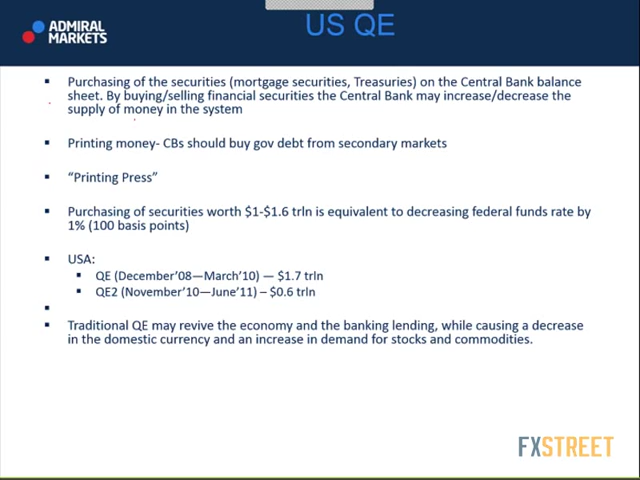 ADMIRAL
MARKETS
US QE
▪ Purchasing of the securities (mortgage securities, Treasuries) on the Central Bank balance
sheet. By buying/selling financial securities the Central Bank may increase/decrease the
supply of money in the system
▪ Printing money- CBs should buy gov debt from secondary markets
▪ “Printing Press”
▪ Purchasing of securities worth $1-$1.6 trln is equivalent to decreasing federal funds rate by
1% (100 basis points)
▪ USA:
▪ QE (December’08—March’10) — $1.7 trln
▪ QE2 (November’10—June’11) – $0.6 trln
▪
▪ Traditional QE may revive the economy and the banking lending, while causing a decrease
in the domestic currency and an increase in demand for stocks and commodities.
FXSTREET